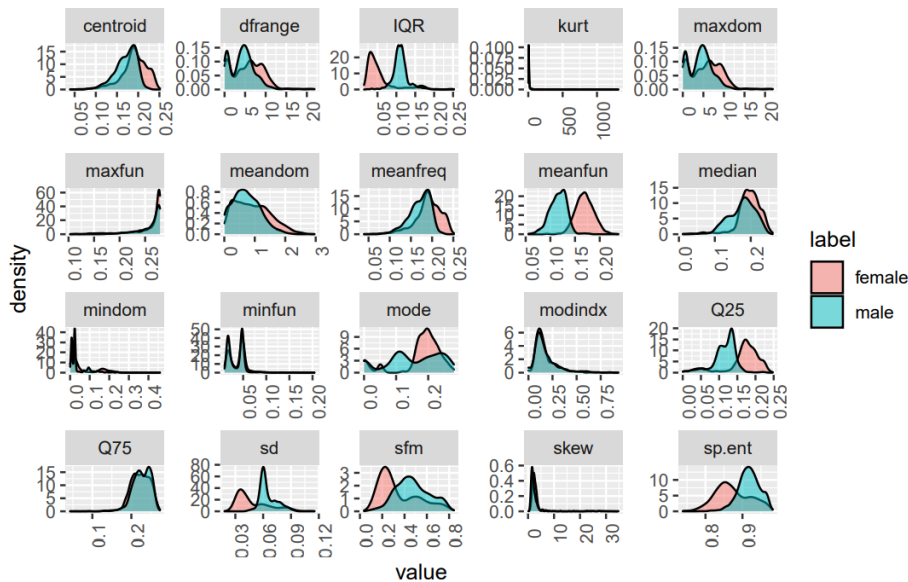 centroid dfrange IQR kurt maxdom
15 10 5 0 0.15 0.10 0.05 0.00 20 10 0 0.100 0.075 0.050 0.025 0.000 0.15 0.10 0.05 0.00
0.05 0.10 0.15 0.20 0.25 0 5 10 15 20 0.00 0.05 0.10 0.15 0.20 0.25 0 500 1000 0 5 10 15 20
maxfun meandom meanfreq meanfun median
60 40 20 0 0.8 0.6 0.4 0.2 0.0 15 10 5 0 20 15 10 5 0 15 10 5 0
0.10 0.15 0.20 0.25 0 1 2 3 0.05 0.10 0.15 0.20 0.25 0.05 0.10 0.15 0.20 0.0 0.1 0.2
density
label
female
male
mindom minfun mode modindx Q25
40 30 20 10 0 50 40 30 20 10 0 9 6 3 0 6 4 2 0 20 15 10 5 0
0.0 0.1 0.2 0.3 0.4 0.00 0.05 0.10 0.15 0.20 0.0 0.1 0.2 0.00 0.25 0.50 0.75 0.00 0.05 0.10 0.15 0.20 0.25
Q75 sd sfm skew sp.ent
15 10 5 0 80 60 40 20 0 3 2 1 0 0.6 0.4 0.2 0.0 10 5 0
0.1 0.2 0.03 0.06 0.09 0.12 0.0 0.2 0.4 0.6 0.8 0 10 20 30 0.8 0.9
value